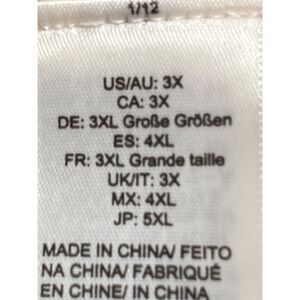 1/12
US/AU: 3X
CA: 3X
DE: 3XL Große Größen
ES: 4XL
FR: 3XL Grande taille
UK/IT: 3X
MX: 4XL
JP: 5XL
MADE IN CHINA/ FEITO
NA CHINA/ FABRIQUÉ
EN CHINE/ IN CHINA